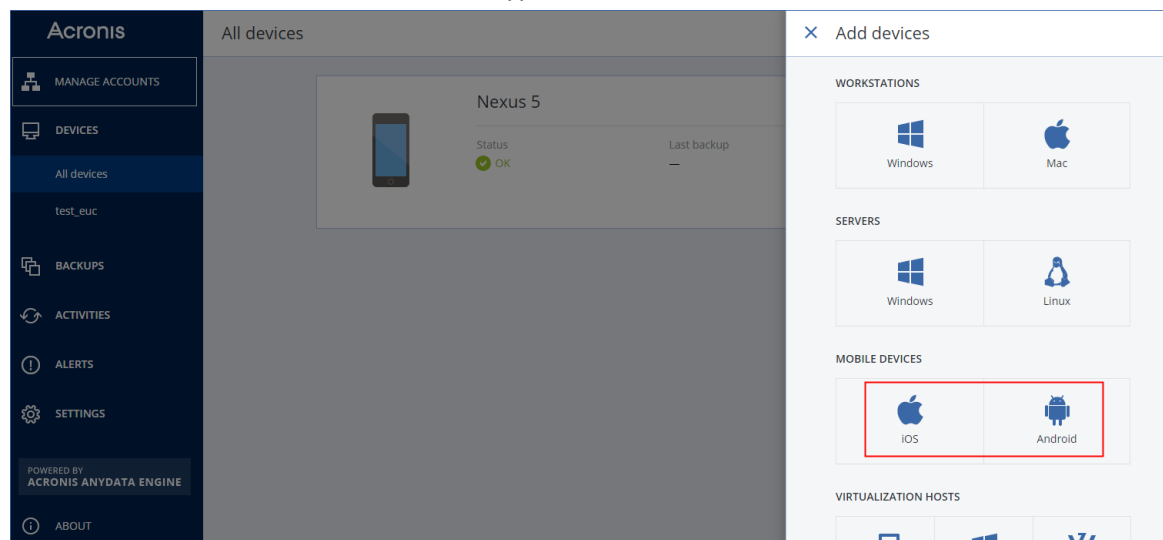 Acronis
MANAGE ACCOUNTS
DEVICES
All devices
test_euc
BACKUPS
ACTIVITIES
ALERTS
SETTINGS
POWERED BY
ACRONIS ANYDATA ENGINE
ABOUT
All devices
Nexus 5
Status
Last backup
OK
—
Add devices
WORKSTATIONS
Windows
Mac
SERVERS
Windows
Linux
MOBILE DEVICES
iOS
Android
VIRTUALIZATION HOSTS